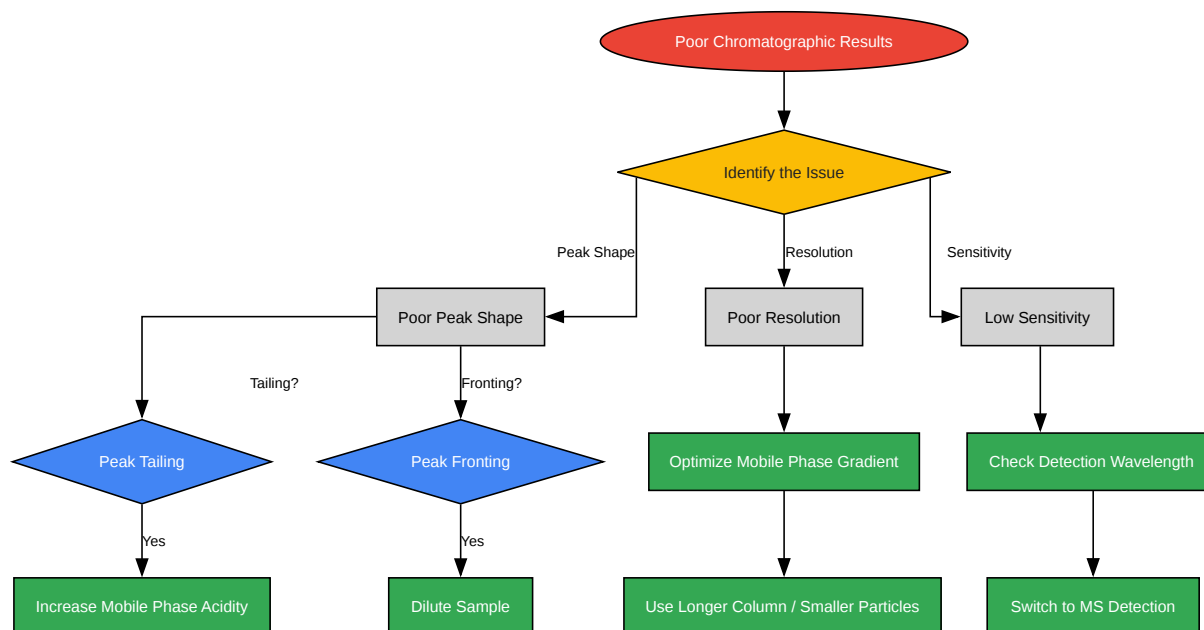 Poor Chromatographic Results
Identify the Issue
Peak Shape
Resolution
Sensitivity
Poor Peak Shape
Poor Resolution
Low Sensitivity
Tailing?
Fronting?
Peak Tailing
Peak Fronting
Optimize Mobile Phase Gradient
Check Detection Wavelength
Yes
Yes
Increase Mobile Phase Acidity
Dilute Sample
Use Longer Column / Smaller Particles
Switch to MS Detection